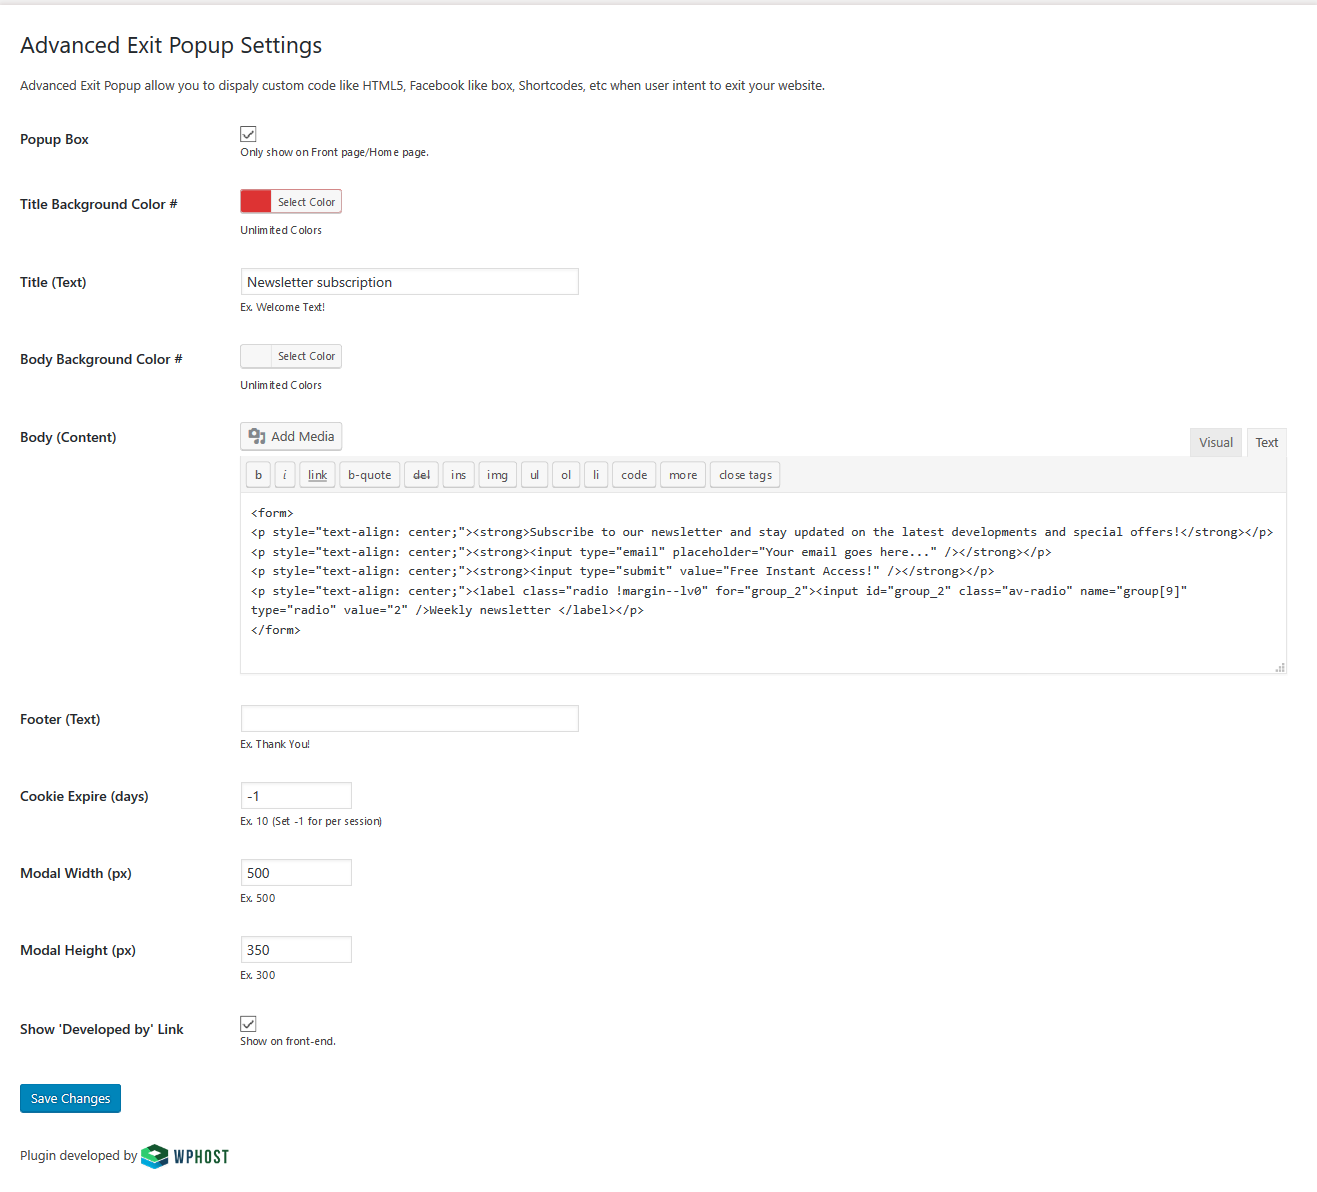 Advanced Exit Popup Settings
Advanced Exit Popup allow you to dispaly custom code like HTML5, Facebook like box, Shortcodes, etc when user intent to exit your website.
Popup Box
Only show on Front page/Home page.
Title Background Color #
Select Color
Unlimited Colors
Title (Text)
Newsletter subscription
Ex. Welcome Text!
Body Background Color #
Select Color
Unlimited Colors
Body (Content)
Add Media
Visual
Text
b i link b-quote del ins img ul ol li code more close tags
<form>
<p style="text-align: center;"><strong>Subscribe to our newsletter and stay updated on the latest developments and special offers!</strong></p>
<p style="text-align: center;"><strong><input type="email" placeholder="Your email goes here..." /></strong></p>
<p style="text-align: center;"><strong><input type="submit" value="Free Instant Access!" /></strong></p>
<p style="text-align: center;"><label class="radio !margin--lv0" for="group_2"><input id="group_2" class="av-radio" name="group[9]"
type="radio" value="2" />Weekly newsletter </label></p>
</form>
Footer (Text)
Ex. Thank You!
Cookie Expire (days)
-1
Ex. 10 (Set -1 for per session)
Modal Width (px)
500
Ex. 500
Modal Height (px)
350
Ex. 300
Show 'Developed by' Link
Show on front-end.
Save Changes
Plugin developed by WPHOST